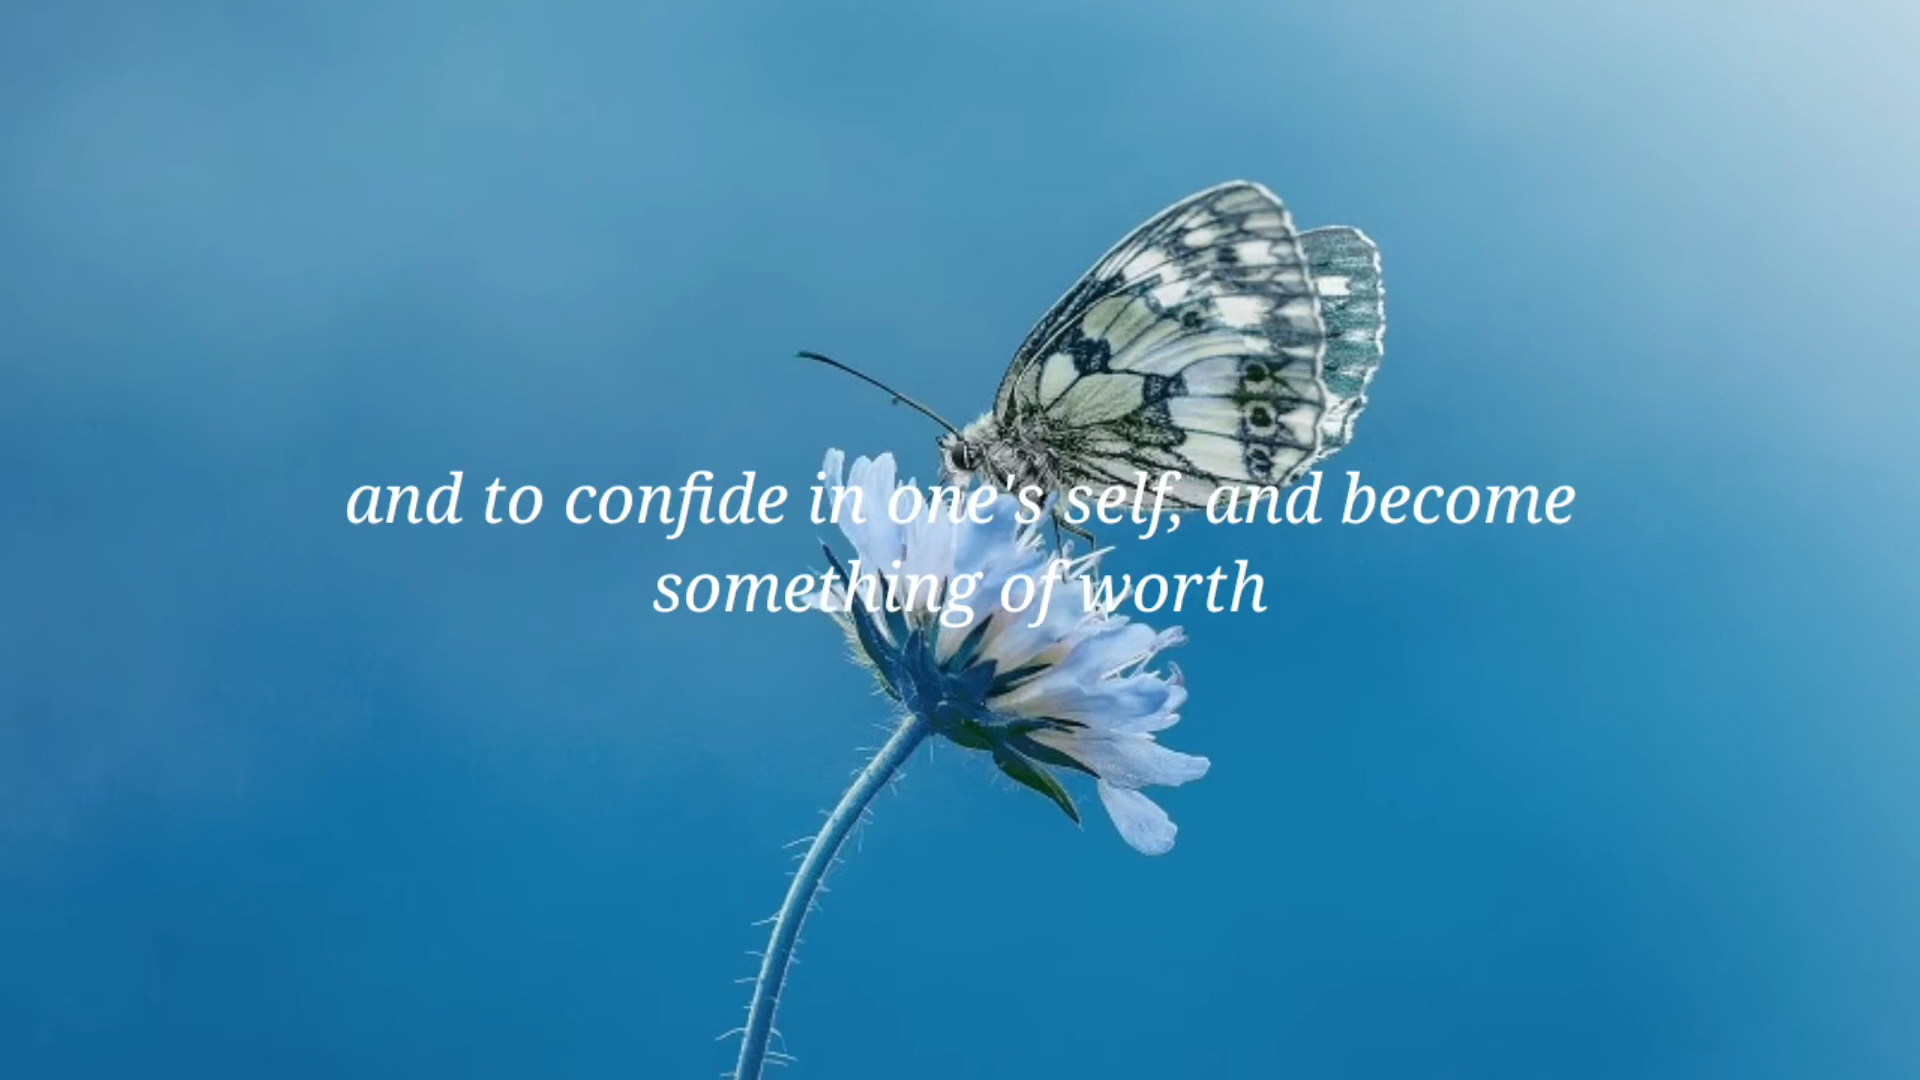 and to confide in one's self, and become
something of worth